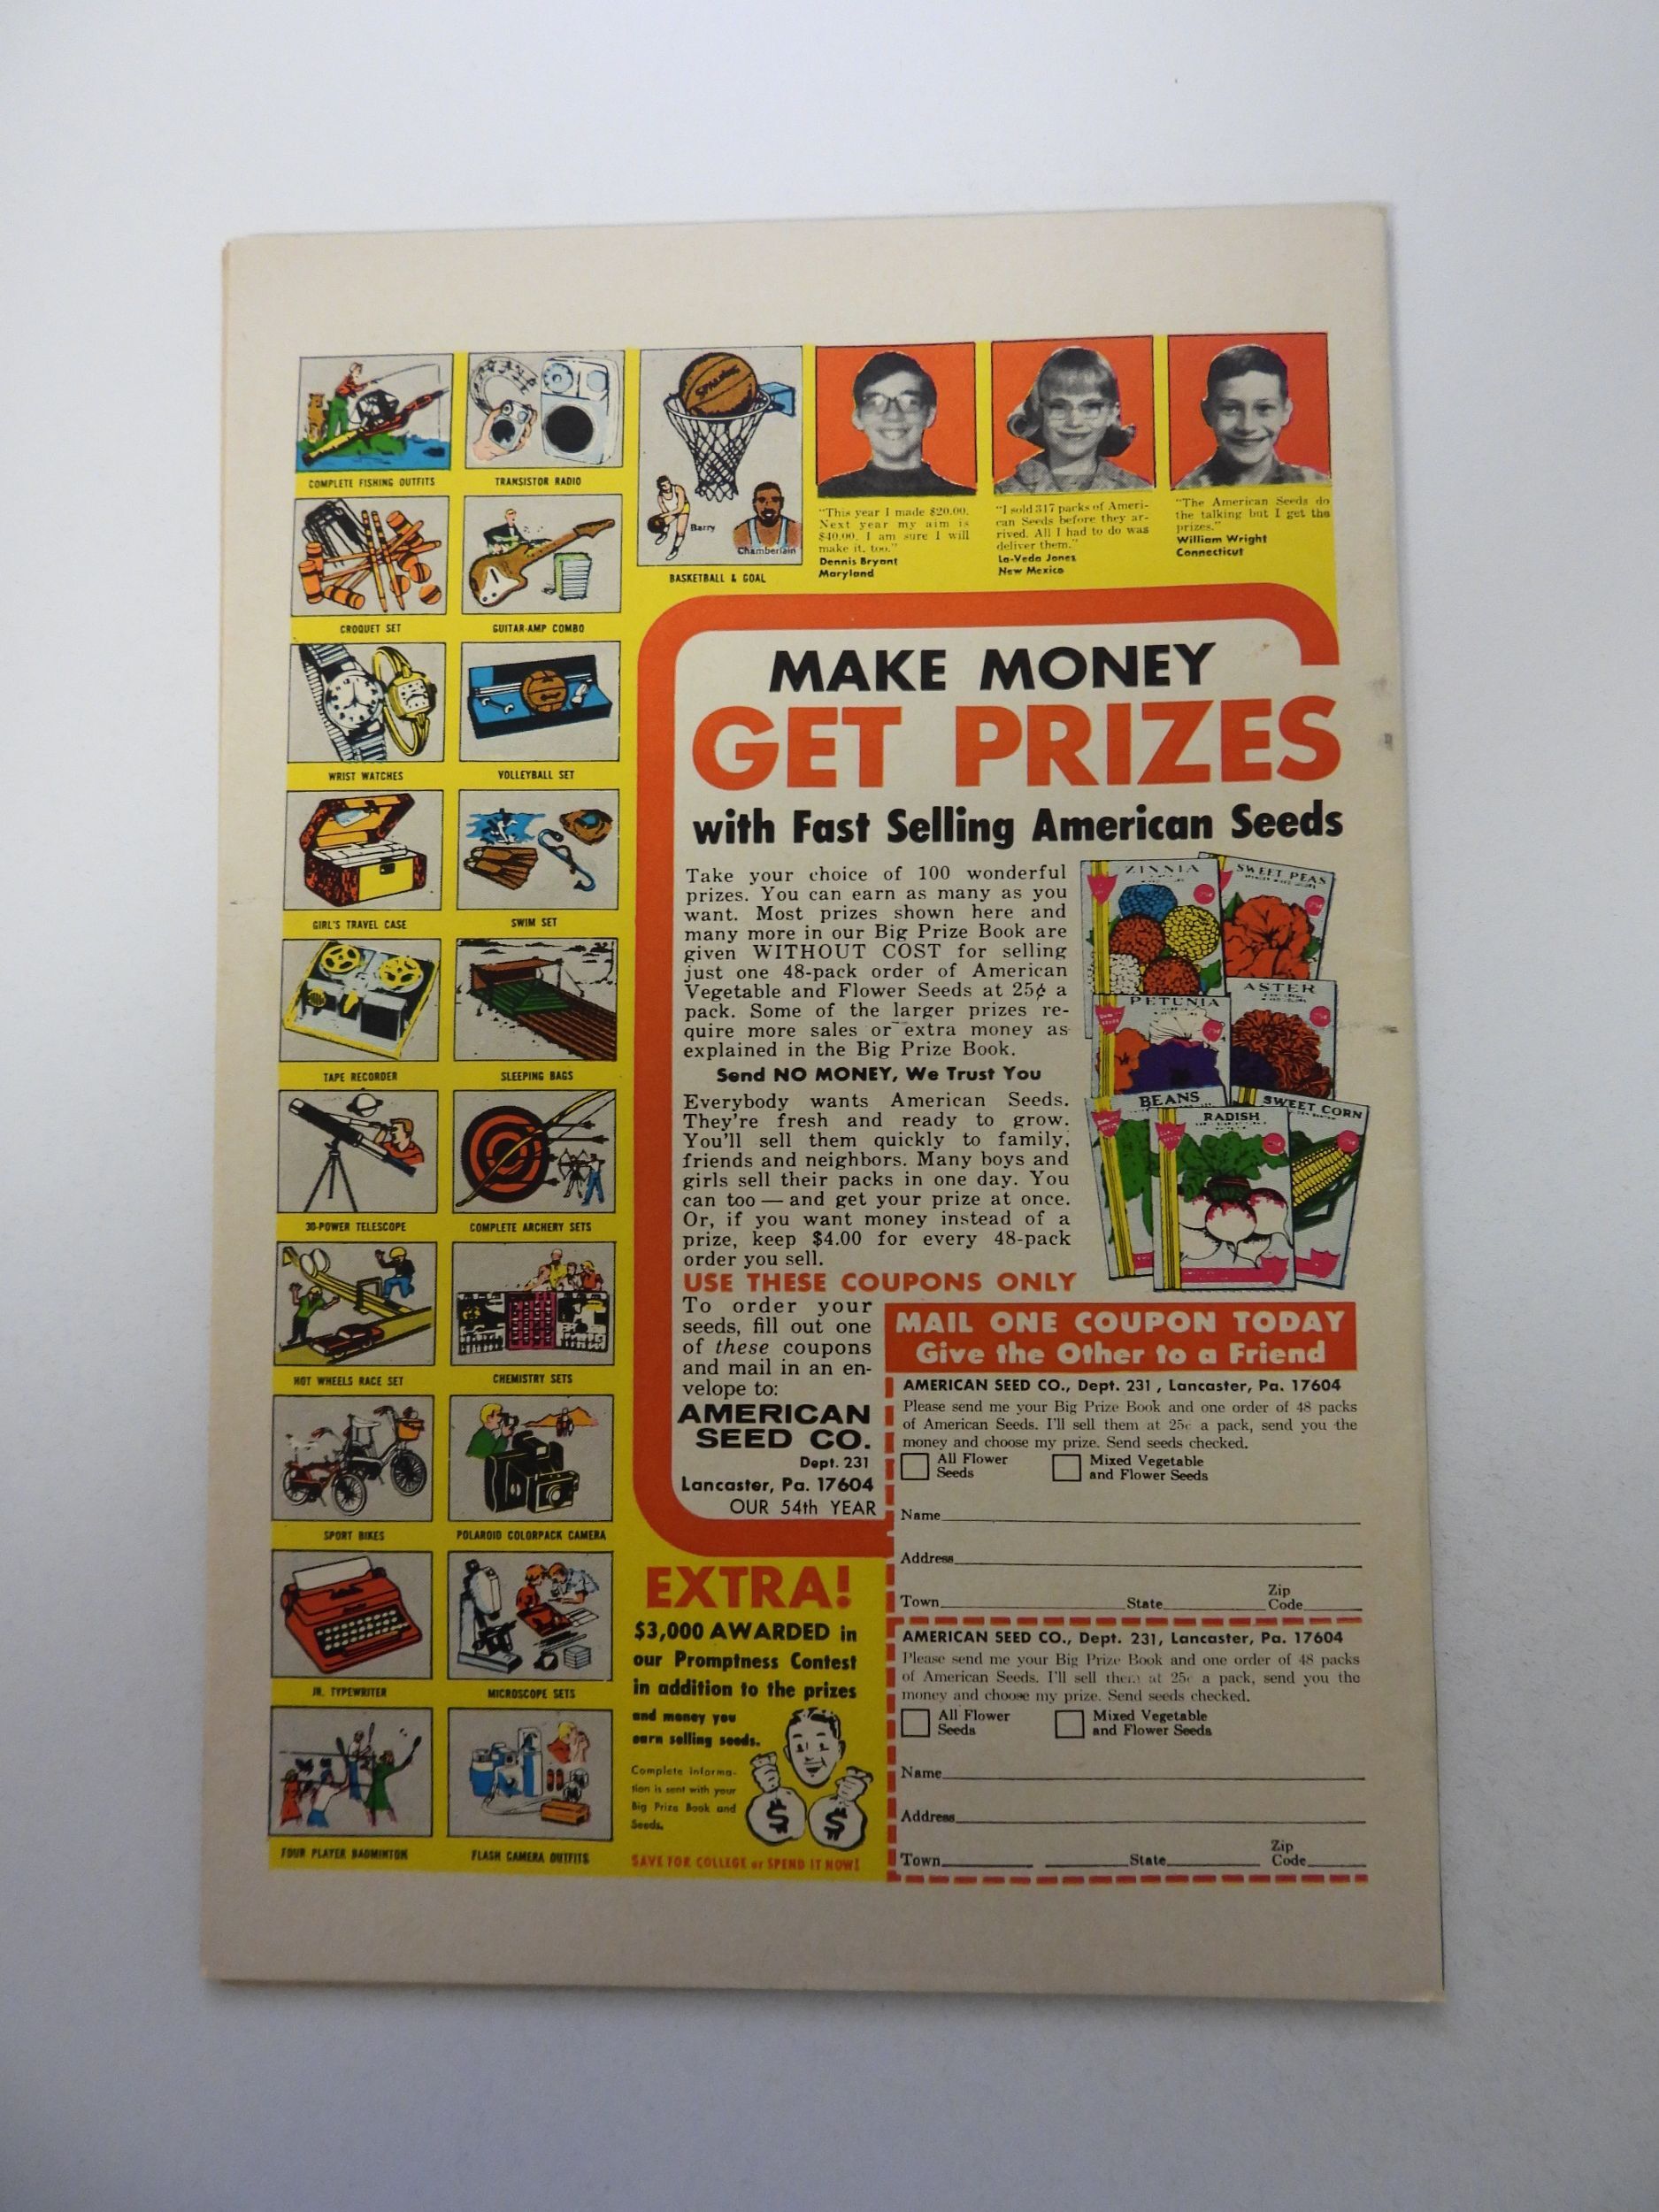 COMPLETE FISHING OUTFITS
TRANSISTOR RADIO
SPALDING
Barry
Chamberlain
BASKETBALL & GOAL
"This year I made $20.00.
Next year my aim is
$40.00. I am sure I will
make it, too."
Dennis Bryant
Maryland
"I sold 317 packs of Ameri-
can Seeds before they ar-
rived. All I had to do was
deliver them."
La-Veda Jones
New Mexico
"The American Seeds do
the talking but I get the
prizes."
William Wright
Connecticut
CROQUET SET
GUITAR-AMP COMBO
WRIST WATCHES
VOLLEYBALL SET
GIRL'S TRAVEL CASE
SWIM SET
TAPE RECORDER
SLEEPING BAGS
30-POWER TELESCOPE
COMPLETE ARCHERY SETS
HOT WHEELS RACE SET
CHEMISTRY SETS
SPORT BIKES
POLAROID COLORPACK CAMERA
JR. TYPEWRITER
MICROSCOPE SETS
FOUR PLAYER BADMINTON
FLASH CAMERA OUTFITS
MAKE MONEY
GET PRIZES
with Fast Selling American Seeds
Take your choice of 100 wonderful
prizes. You can earn as many as you
want. Most prizes shown here and
many more in our Big Prize Book are
given WITHOUT COST for selling
just one 48-pack order of American
Vegetable and Flower Seeds at 25¢ a
pack. Some of the larger prizes re-
quire more sales or extra money as
explained in the Big Prize Book.
Send NO MONEY, We Trust You
Everybody wants American Seeds.
They're fresh and ready to grow.
You'll sell them quickly to family,
friends and neighbors. Many boys and
girls sell their packs in one day. You
can too — and get your prize at once.
Or, if you want money instead of a
prize, keep $4.00 for every 48-pack
order you sell.
ZINNIA
SWEET PEAS
PETUNIA
ASTER
BEANS
RADISH
SWEET CORN
USE THESE COUPONS ONLY
To order your
seeds, fill out one
of these coupons
and mail in an en-
velope to:
AMERICAN
SEED CO.
Dept. 231
Lancaster, Pa. 17604
OUR 54th YEAR
MAIL ONE COUPON TODAY
Give the Other to a Friend
AMERICAN SEED CO., Dept. 231, Lancaster, Pa. 17604
Please send me your Big Prize Book and one order of 48 packs
of American Seeds. I'll sell them at 25c a pack, send you the
money and choose my prize. Send seeds checked.
All Flower
Seeds
Mixed Vegetable
and Flower Seeds
Name
Address
Town State Zip
Code
AMERICAN SEED CO., Dept. 231, Lancaster, Pa. 17604
Please send me your Big Prize Book and one order of 48 packs
of American Seeds. I'll sell them at 25c a pack, send you the
money and choose my prize. Send seeds checked.
All Flower
Seeds
Mixed Vegetable
and Flower Seeds
Name
Address
Town State Zip
Code
EXTRA!
$3,000 AWARDED in
our Promptness Contest
in addition to the prizes
and money you
earn selling seeds.
Complete informa-
tion is sent with your
Big Prize Book and
Seeds.
$ $
SAVE FOR COLLEGE or SPEND IT NOW!